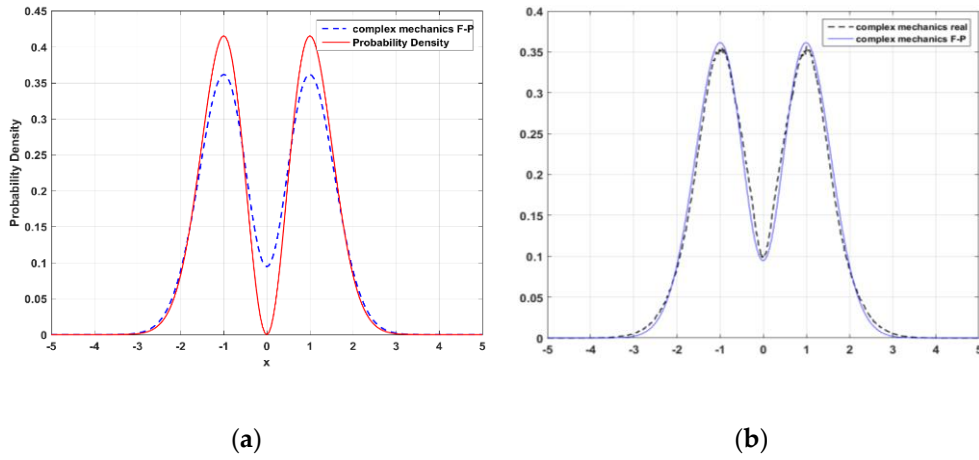 complex mechanics F-P
Probability Density
0.45
0.4
0.35
0.3
0.25
0.2
0.15
0.1
0.05
0
Probability Density
-5 -4 -3 -2 -1 0 1 2 3 4 5
x
(a)
complex mechanics real
complex mechanics F-P
0.4
0.35
0.3
0.25
0.2
0.15
0.1
0.05
0
-5 -4 -3 -2 -1 0 1 2 3 4 5
(b)